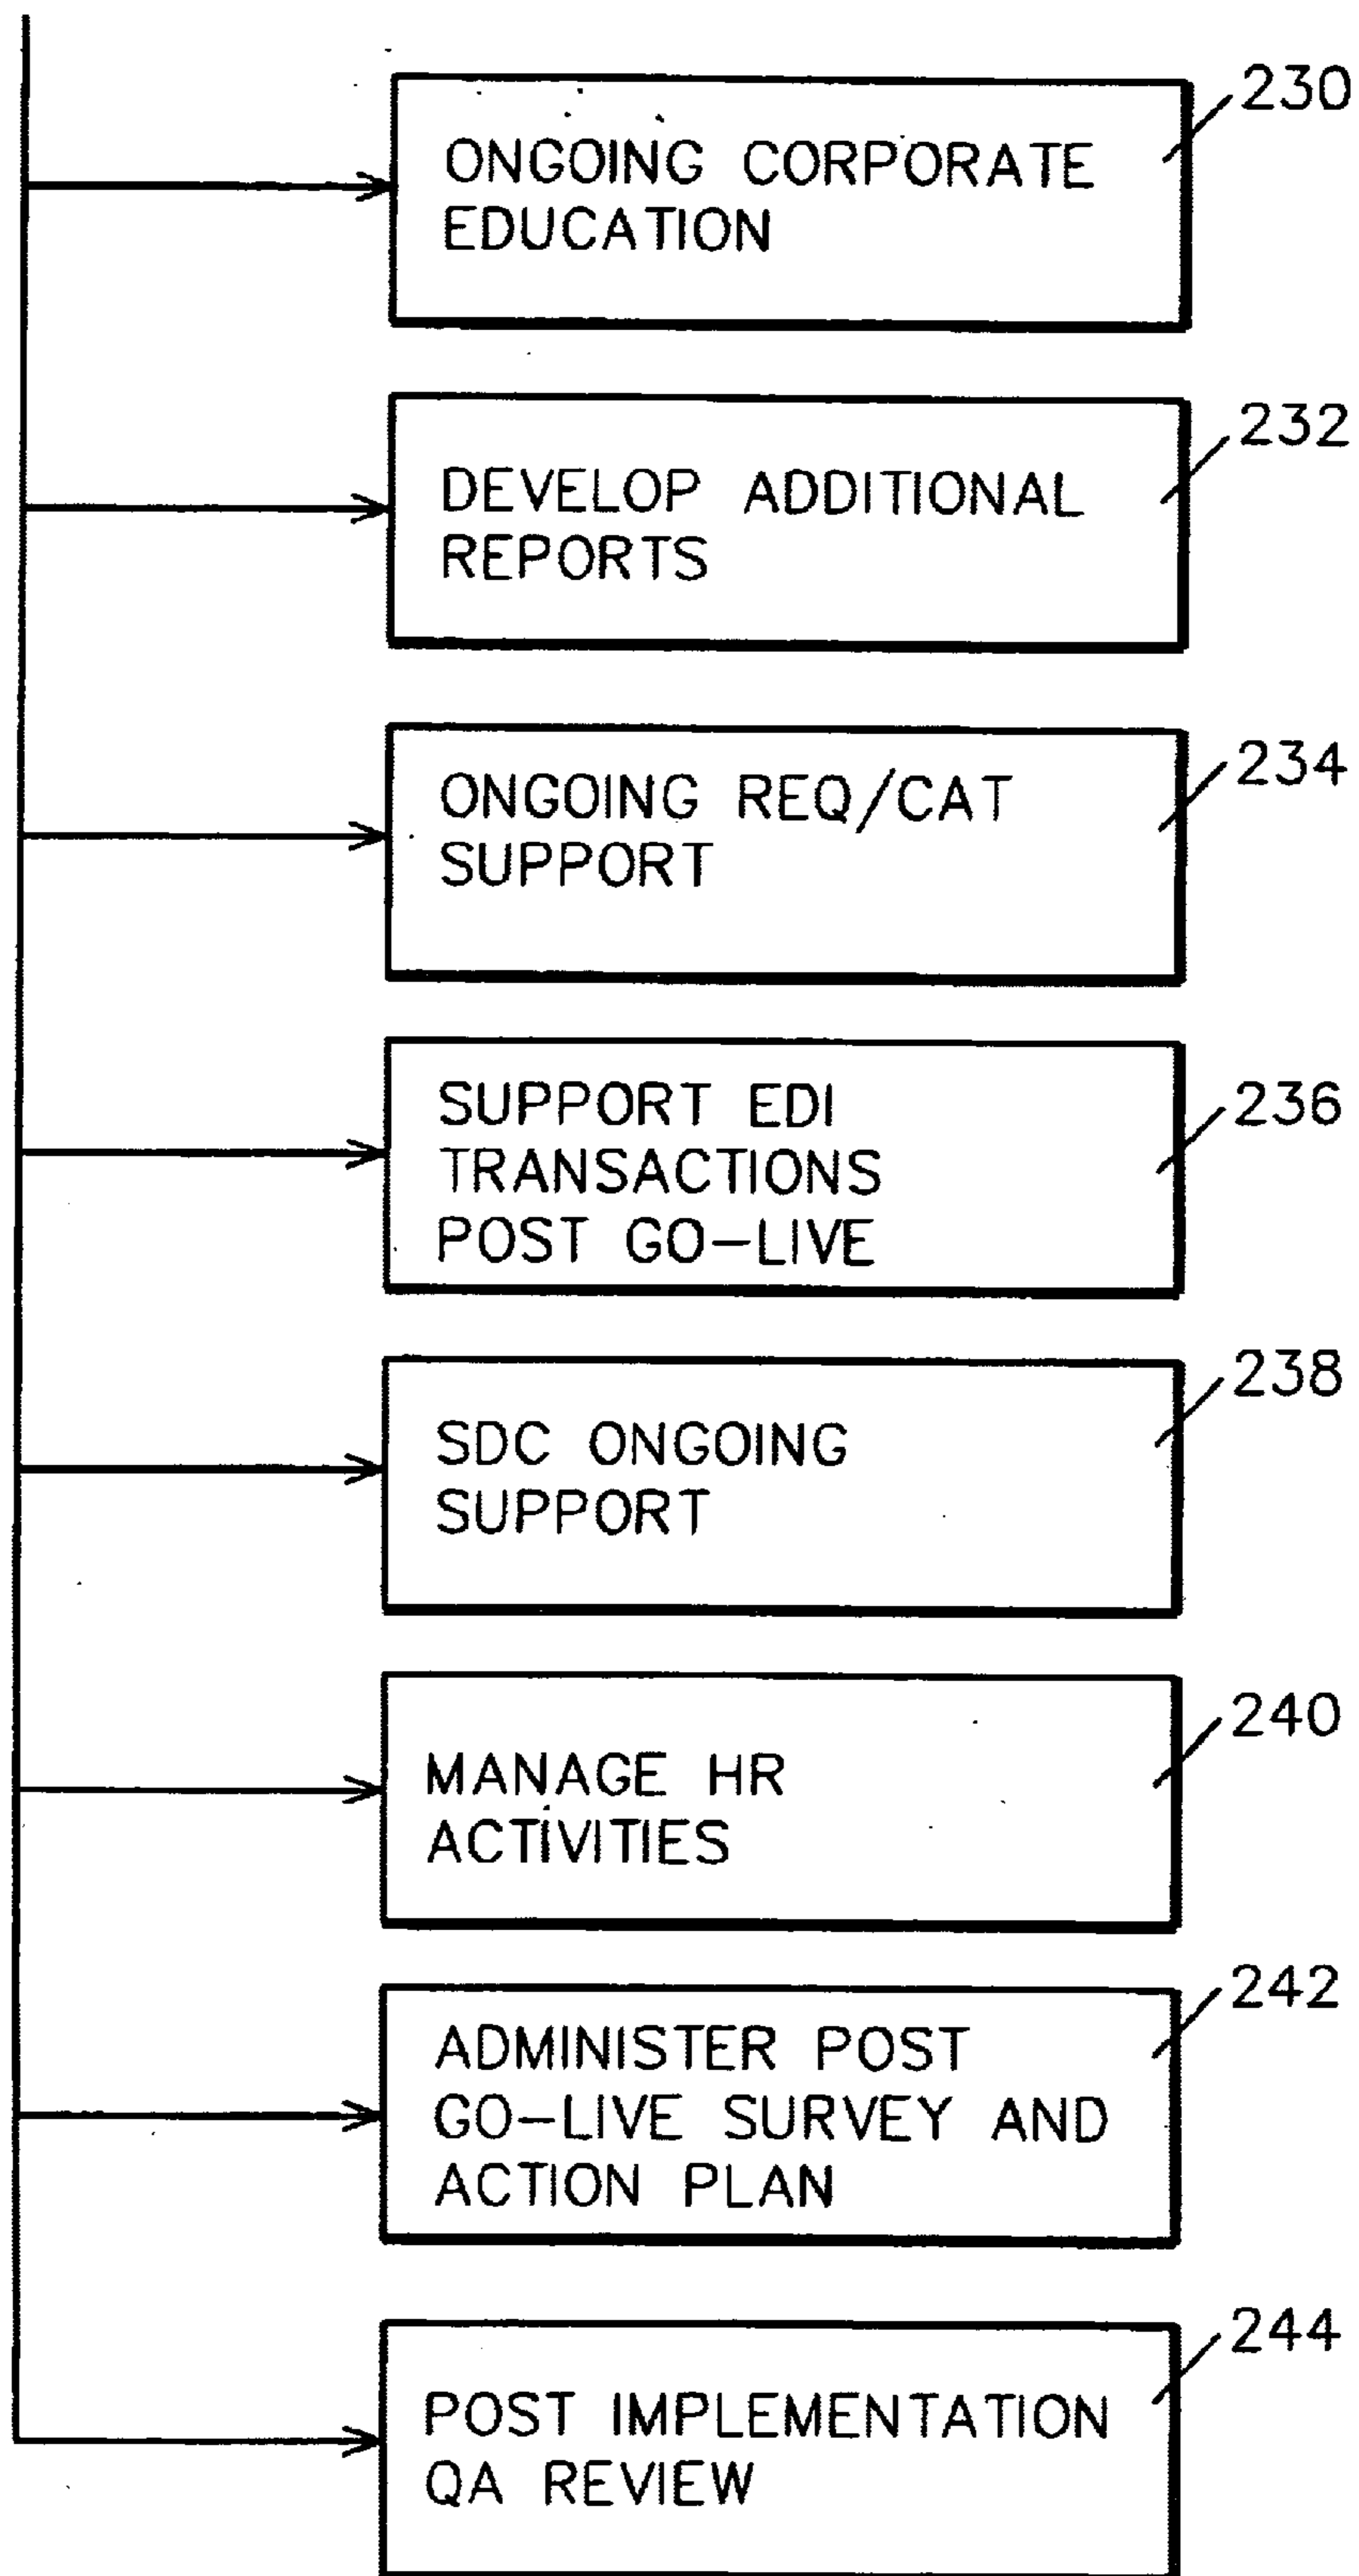 230
ONGOING CORPORATE
EDUCATION
232
DEVELOP ADDITIONAL
REPORTS
234
ONGOING REQ/CAT
SUPPORT
236
SUPPORT EDI
TRANSACTIONS
POST GO-LIVE
238
SDC ONGOING
SUPPORT
240
MANAGE HR
ACTIVITIES
242
ADMINISTER POST
GO-LIVE SURVEY AND
ACTION PLAN
244
POST IMPLEMENTATION
QA REVIEW